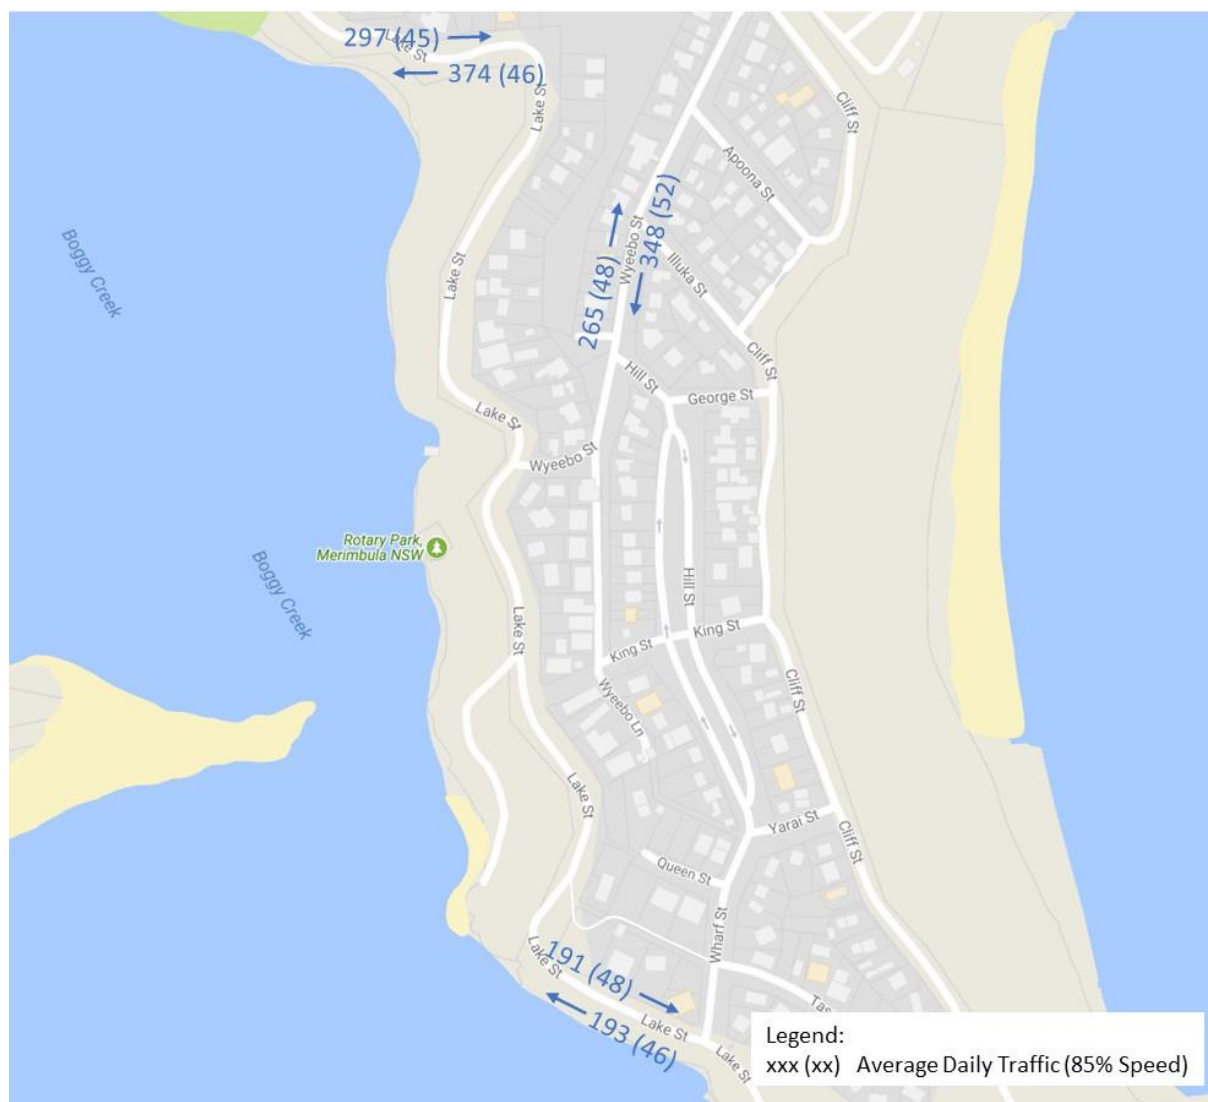 297 (45)
Lake St
374 (46)
Lake St
Cliff St
Apoona St
348 (52)
Wyeebo St
265 (48)
Boggy Creek
Lake St
Illuka St
Cliff St
Hill St
George St
Lake St
Wyeebo St
Rotary Park,
Merimbula NSW
Boggy Creek
Hill St
Lake St
King St
King St
Cliff St
Wyeebo Ln
Lake St
Yarai St
Cliff St
Queen St
Wharf St
Lake St
191 (48)
Tas
193 (46)
Lake St
Lake St
Legend:
xxx (xx) Average Daily Traffic (85% Speed)